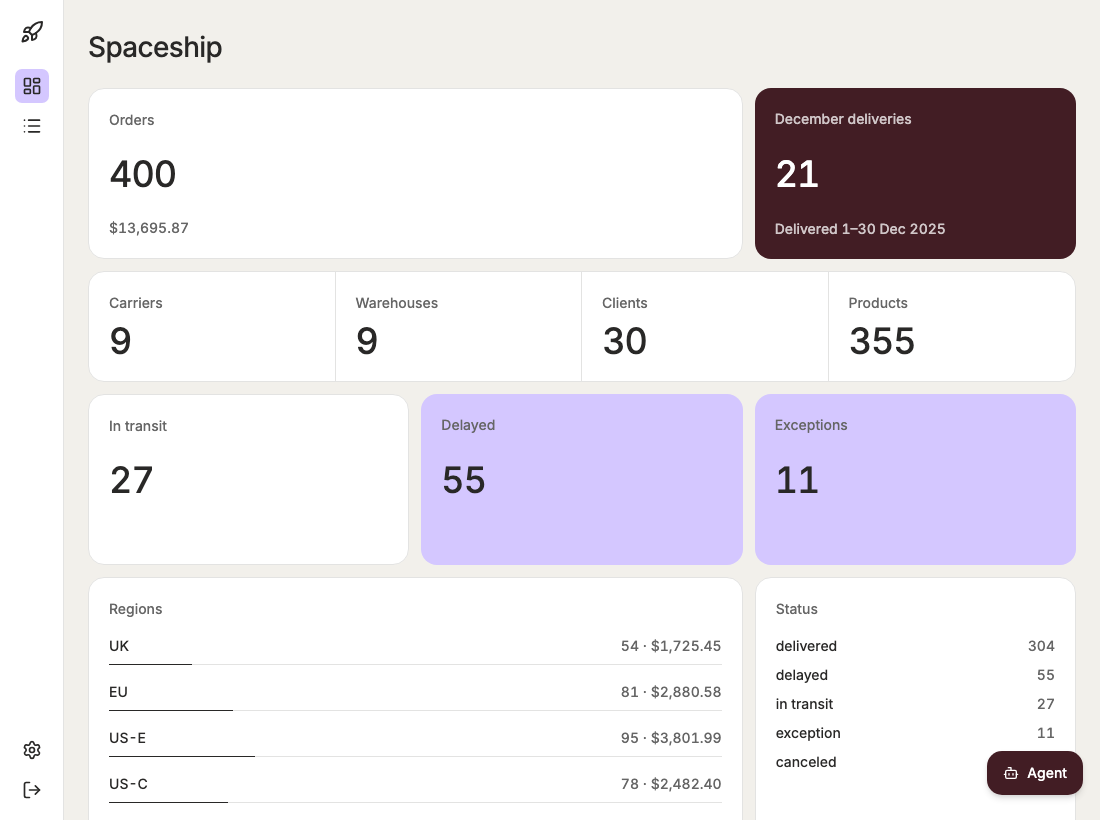 Spaceship
Orders
400
$13,695.87
December deliveries
21
Delivered 1–30 Dec 2025
Carriers
9
Warehouses
9
Clients
30
Products
355
In transit
27
Delayed
55
Exceptions
11
Regions
UK 54 · $1,725.45
EU 81 · $2,880.58
US-E 95 · $3,801.99
US-C 78 · $2,482.40
Status
delivered 304
delayed 55
in transit 27
exception 11
canceled
Agent